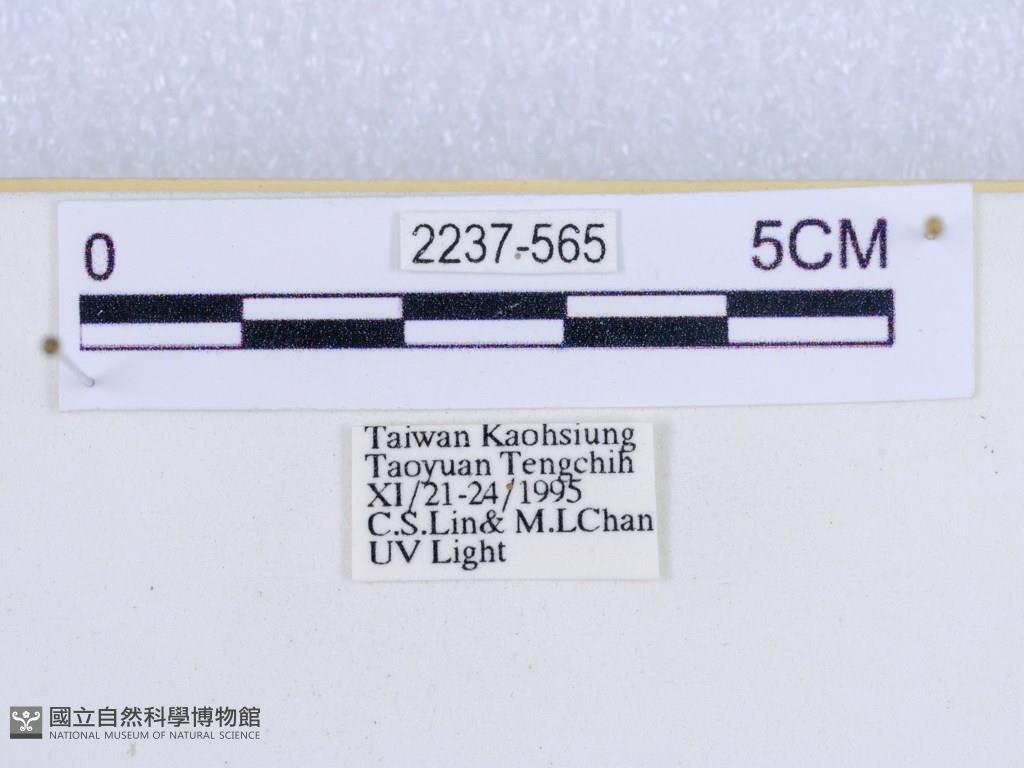 0
2237-565
5CM
Taiwan Kaohsiung
Taoyuan Tengchih
XI/21-24/1995
C.S.Lin& M.LChan
UV Light
國立自然科學博物館
NATIONAL MUSEUM OF NATURAL SCIENCE